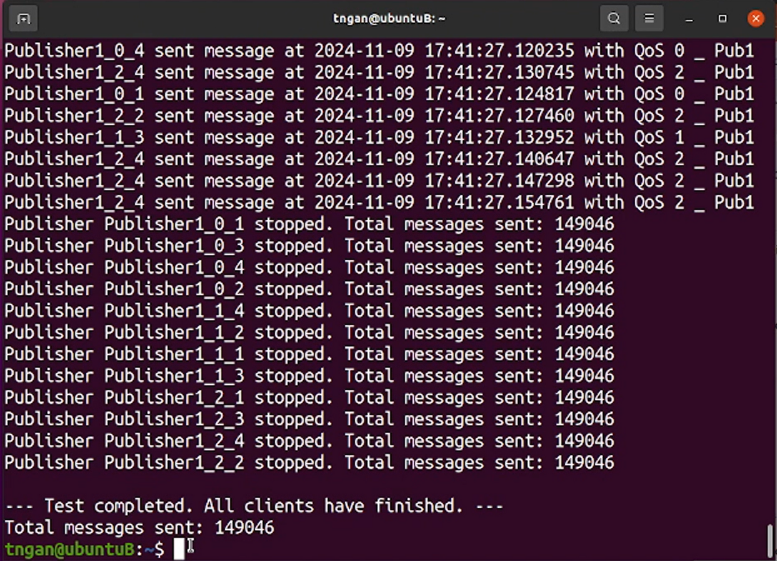 tngan@ubuntuB: ~
Publisher1_0_4 sent message at 2024-11-09 17:41:27.120235 with QoS 0 _ Pub1
Publisher1_2_4 sent message at 2024-11-09 17:41:27.130745 with QoS 2 _ Pub1
Publisher1_0_1 sent message at 2024-11-09 17:41:27.124817 with QoS 0 _ Pub1
Publisher1_2_2 sent message at 2024-11-09 17:41:27.127460 with QoS 2 _ Pub1
Publisher1_1_3 sent message at 2024-11-09 17:41:27.132952 with QoS 1 _ Pub1
Publisher1_2_4 sent message at 2024-11-09 17:41:27.140647 with QoS 2 _ Pub1
Publisher1_2_4 sent message at 2024-11-09 17:41:27.147298 with QoS 2 _ Pub1
Publisher1_2_4 sent message at 2024-11-09 17:41:27.154761 with QoS 2 _ Pub1
Publisher Publisher1_0_1 stopped. Total messages sent: 149046
Publisher Publisher1_0_3 stopped. Total messages sent: 149046
Publisher Publisher1_0_4 stopped. Total messages sent: 149046
Publisher Publisher1_0_2 stopped. Total messages sent: 149046
Publisher Publisher1_1_4 stopped. Total messages sent: 149046
Publisher Publisher1_1_2 stopped. Total messages sent: 149046
Publisher Publisher1_1_1 stopped. Total messages sent: 149046
Publisher Publisher1_1_3 stopped. Total messages sent: 149046
Publisher Publisher1_2_1 stopped. Total messages sent: 149046
Publisher Publisher1_2_3 stopped. Total messages sent: 149046
Publisher Publisher1_2_4 stopped. Total messages sent: 149046
Publisher Publisher1_2_2 stopped. Total messages sent: 149046
--- Test completed. All clients have finished. ---
Total messages sent: 149046
tngan@ubuntuB:~$